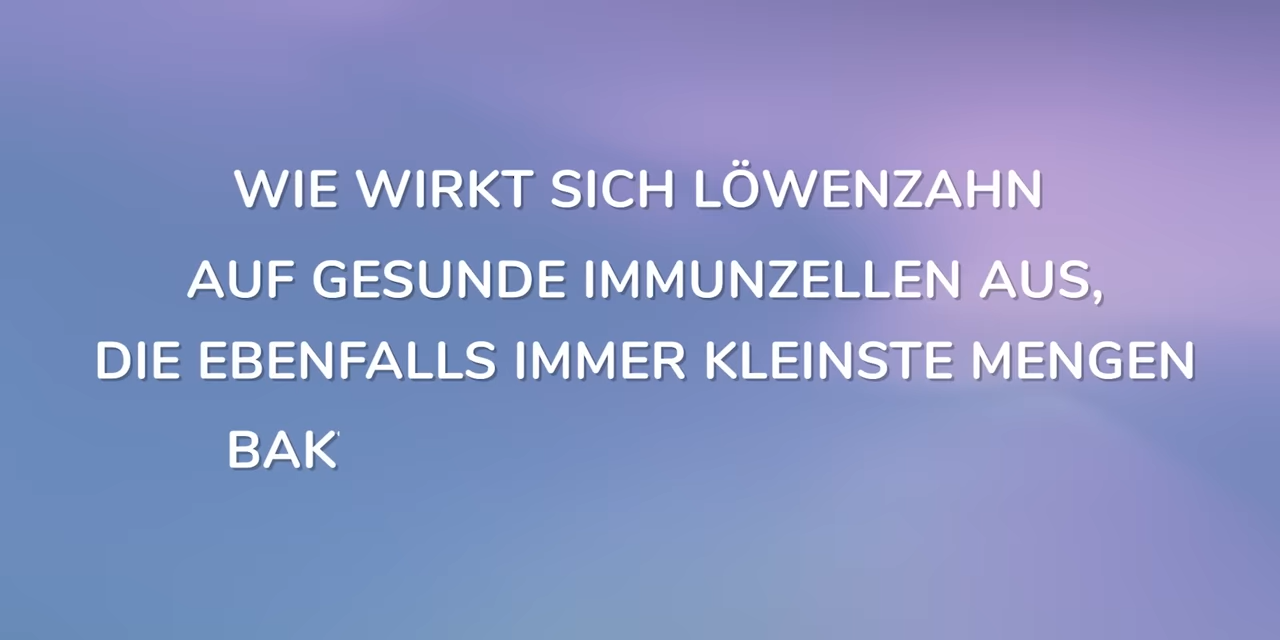 WIE WIRKT SICH LÖWENZAHN
AUF GESUNDE IMMUNZELLEN AUS,
DIE EBENFALLS IMMER KLEINSTE MENGEN
BAK